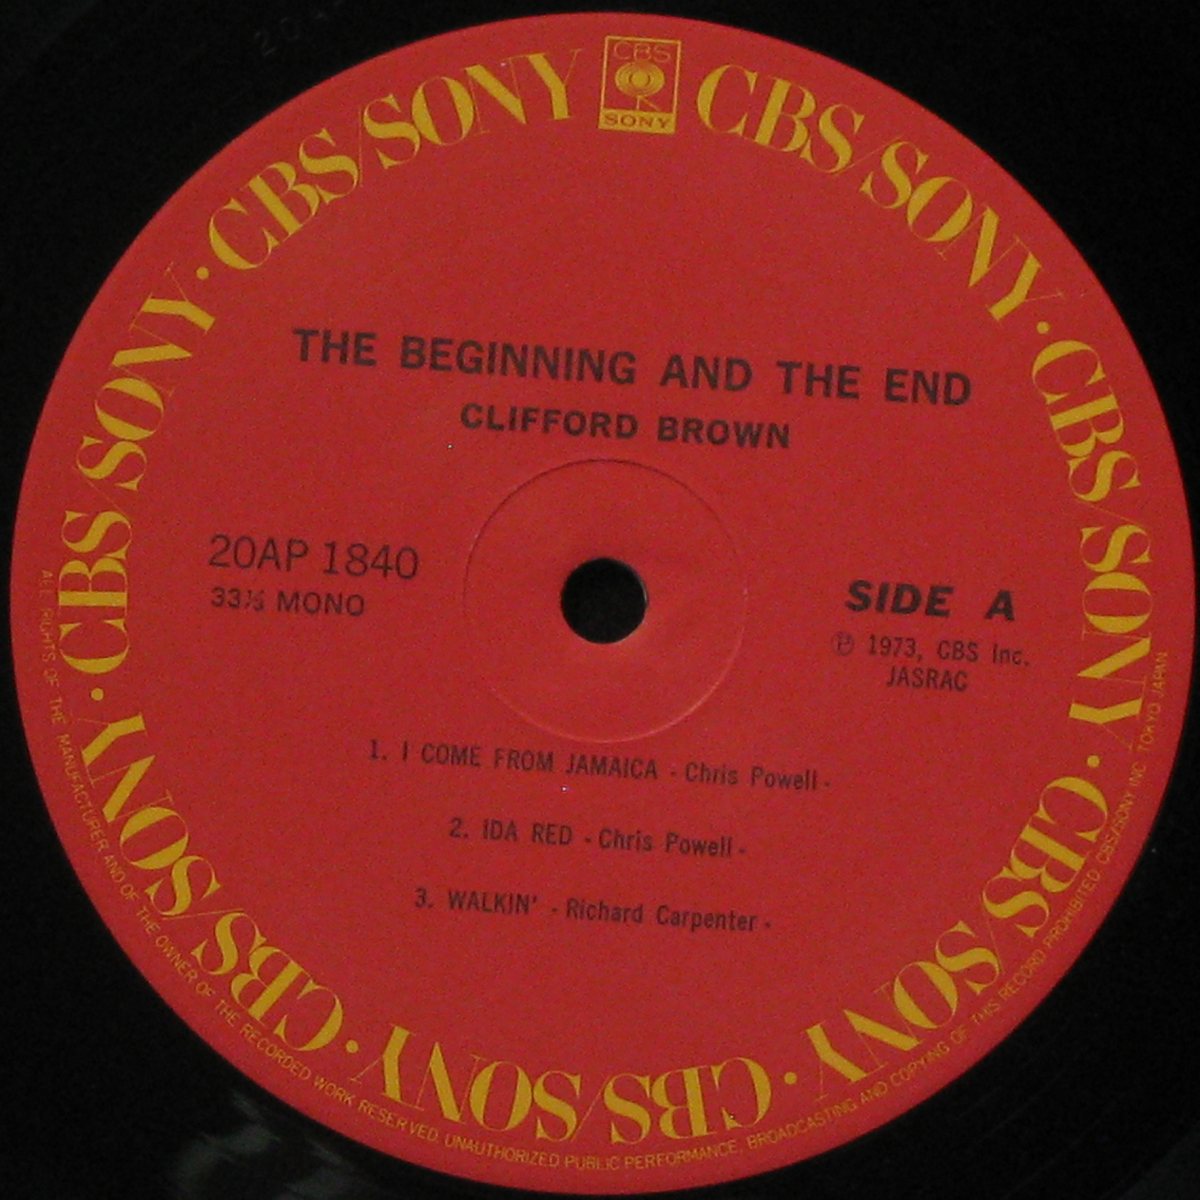 CBS
SONY
CBS/SONY · CBS/SONY · CBS/SONY · CBS/SONY · CBS/SONY · CBS/SONY · CBS/SONY · CBS/SONY
THE BEGINNING AND THE END
CLIFFORD BROWN
20AP 1840
33⅓ MONO
SIDE A
Ⓟ 1973, CBS Inc.
JASRAC
1. I COME FROM JAMAICA - Chris Powell -
2. IDA RED - Chris Powell -
3. WALKIN' - Richard Carpenter -
ALL RIGHTS OF THE MANUFACTURER AND OF THE OWNER OF THE RECORDED WORK RESERVED. UNAUTHORIZED PUBLIC PERFORMANCE, BROADCASTING AND COPYING OF THIS RECORD PROHIBITED CBS/SONY INC. TOKYO JAPAN